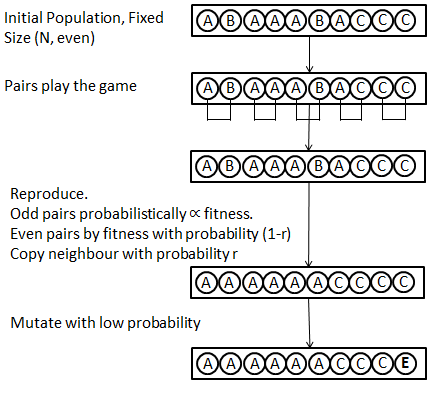 Initial Population, Fixed
Size (N, even)
A B A A A B A C C C
Pairs play the game
A B A A A B A C C C
A B A A A B A C C C
Reproduce.
Odd pairs probabilistically ∝ fitness.
Even pairs by fitness with probability (1-r)
Copy neighbour with probability r
A A A A A A C C C C
Mutate with low probability
A A A A A A C C C E